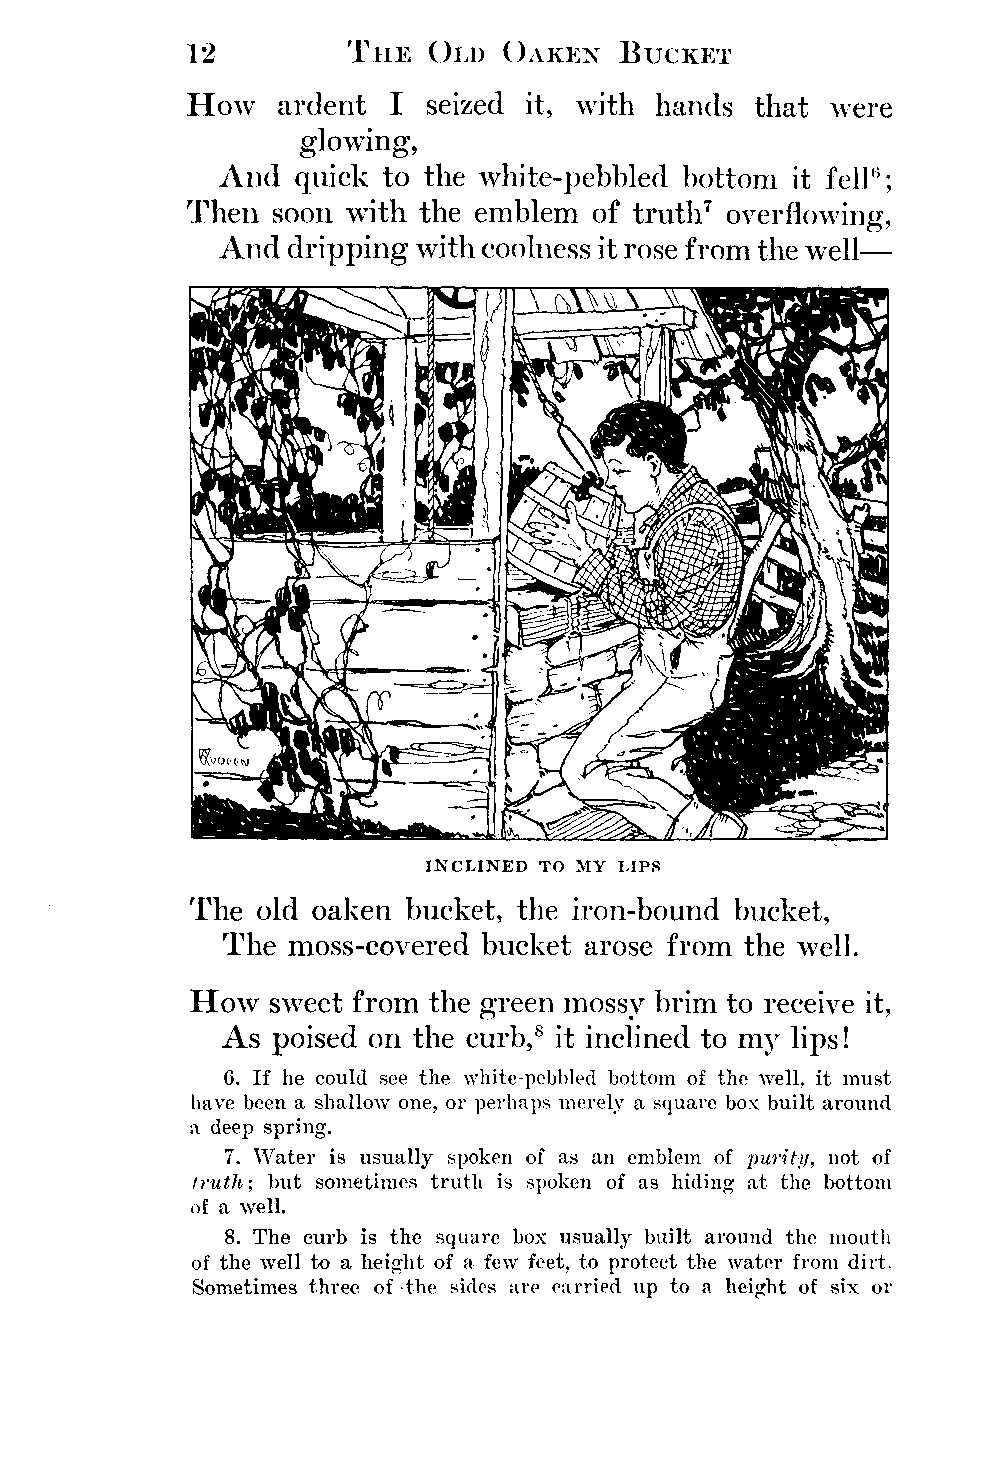 12 THE OLD OAKEN BUCKET
How ardent I seized it, with hands that were
glowing,
And quick to the white-pebbled bottom it fell⁶;
Then soon with the emblem of truth⁷ overflowing,
And dripping with coolness it rose from the well—
INCLINED TO MY LIPS
The old oaken bucket, the iron-bound bucket,
The moss-covered bucket arose from the well.
How sweet from the green mossy brim to receive it,
As poised on the curb,⁸ it inclined to my lips!
6. If he could see the white-pebbled bottom of the well, it must
have been a shallow one, or perhaps merely a square box built around
a deep spring.
7. Water is usually spoken of as an emblem of purity, not of
truth; but sometimes truth is spoken of as hiding at the bottom
of a well.
8. The curb is the square box usually built around the mouth
of the well to a height of a few feet, to protect the water from dirt.
Sometimes three of the sides are carried up to a height of six or